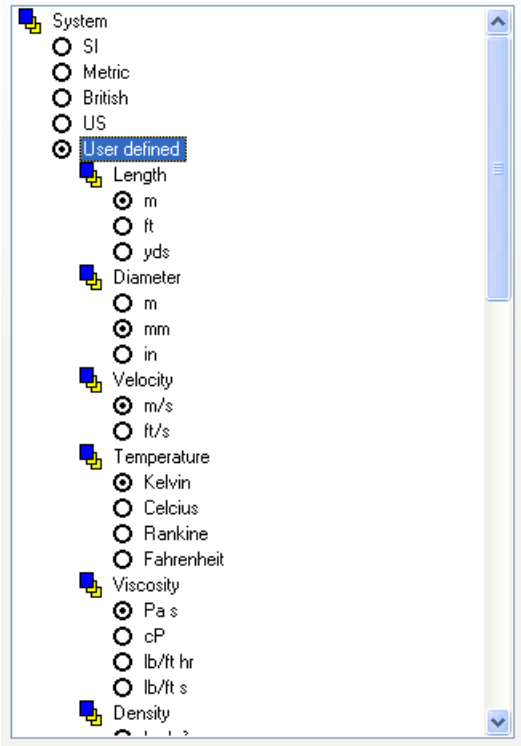 System
SI
Metric
British
US
User defined
Length
m
ft
yds
Diameter
m
mm
in
Velocity
m/s
ft/s
Temperature
Kelvin
Celcius
Rankine
Fahrenheit
Viscosity
Pa s
cP
lb/ft hr
lb/ft s
Density